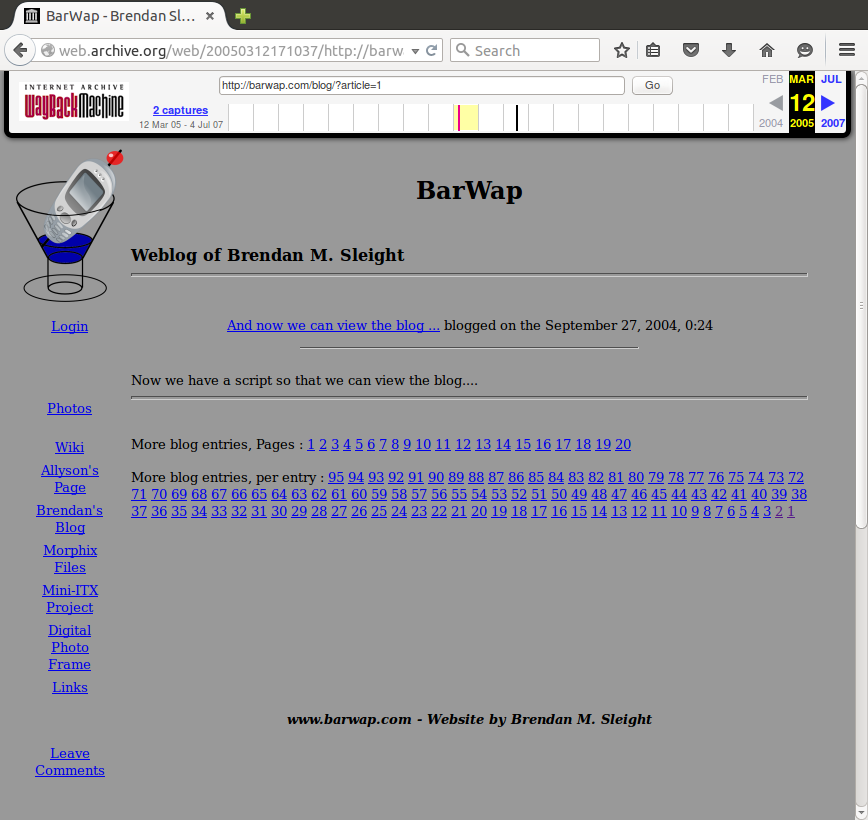 BarWap - Brendan Sl...
web.archive.org/web/20050312171037/http://barw
Search
INTERNET ARCHIVE
WayBackMachine
http://barwap.com/blog/?article=1
Go
FEB MAR JUL
2 captures
12
12 Mar 05 - 4 Jul 07
2004 2005 2007
BarWap
Weblog of Brendan M. Sleight
Login
And now we can view the blog ... blogged on the September 27, 2004, 0:24
Now we have a script so that we can view the blog....
Photos
More blog entries, Pages : 1 2 3 4 5 6 7 8 9 10 11 12 13 14 15 16 17 18 19 20
Wiki
Allyson's
Page
More blog entries, per entry : 95 94 93 92 91 90 89 88 87 86 85 84 83 82 81 80 79 78 77 76 75 74 73 72
71 70 69 68 67 66 65 64 63 62 61 60 59 58 57 56 55 54 53 52 51 50 49 48 47 46 45 44 43 42 41 40 39 38
37 36 35 34 33 32 31 30 29 28 27 26 25 24 23 22 21 20 19 18 17 16 15 14 13 12 11 10 9 8 7 6 5 4 3 2 1
Brendan's
Blog
Morphix
Files
Mini-ITX
Project
Digital
Photo
Frame
Links
www.barwap.com - Website by Brendan M. Sleight
Leave
Comments